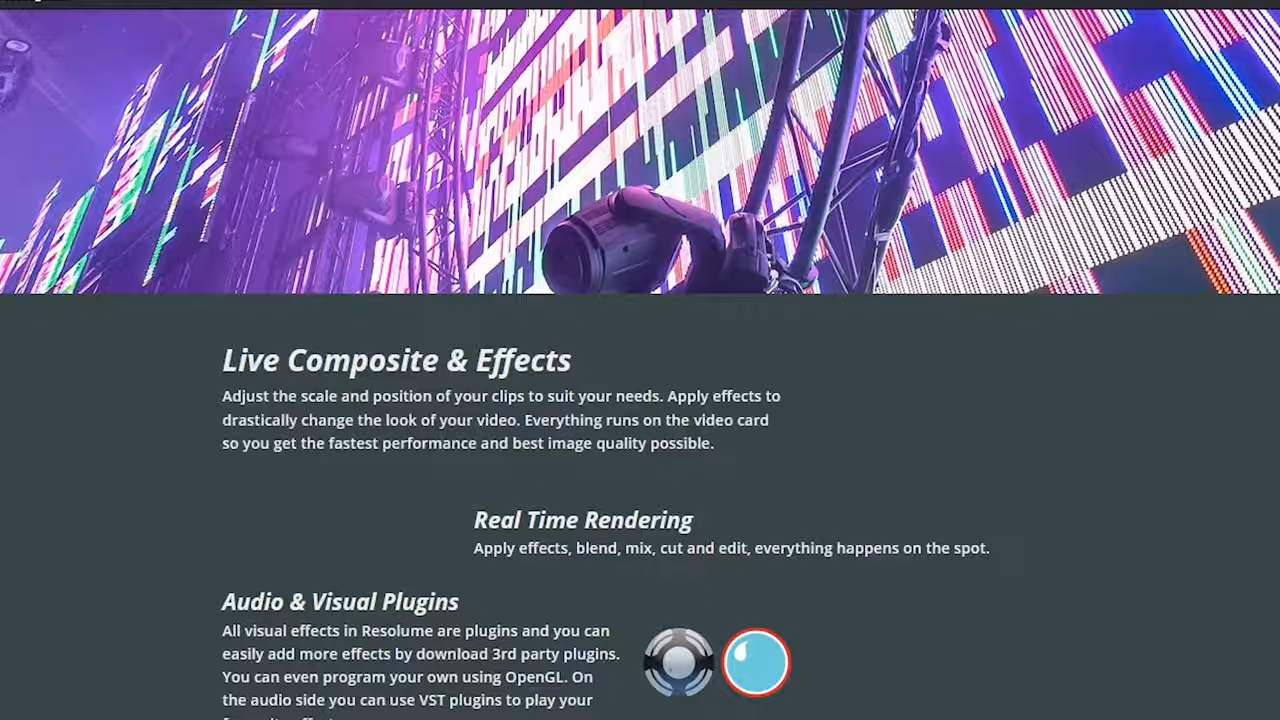 Live Composite & Effects
Adjust the scale and position of your clips to suit your needs. Apply effects to
drastically change the look of your video. Everything runs on the video card
so you get the fastest performance and best image quality possible.
Real Time Rendering
Apply effects, blend, mix, cut and edit, everything happens on the spot.
Audio & Visual Plugins
All visual effects in Resolume are plugins and you can
easily add more effects by download 3rd party plugins.
You can even program your own using OpenGL. On
the audio side you can use VST plugins to play your